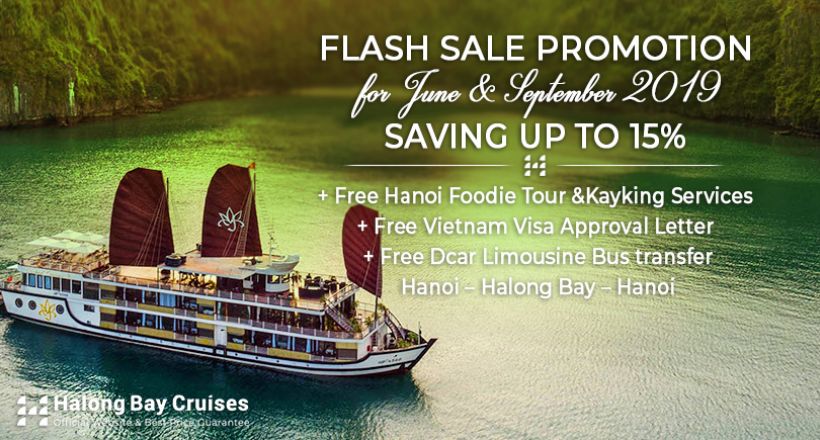 FLASH SALE PROMOTION
for June & September 2019
SAVING UP TO 15%
+ Free Hanoi Foodie Tour &Kayking Services
+ Free Vietnam Visa Approval Letter
+ Free Dcar Limousine Bus transfer
Hanoi – Halong Bay – Hanoi
Halong Bay Cruises
Official Website & Best Price Guarantee